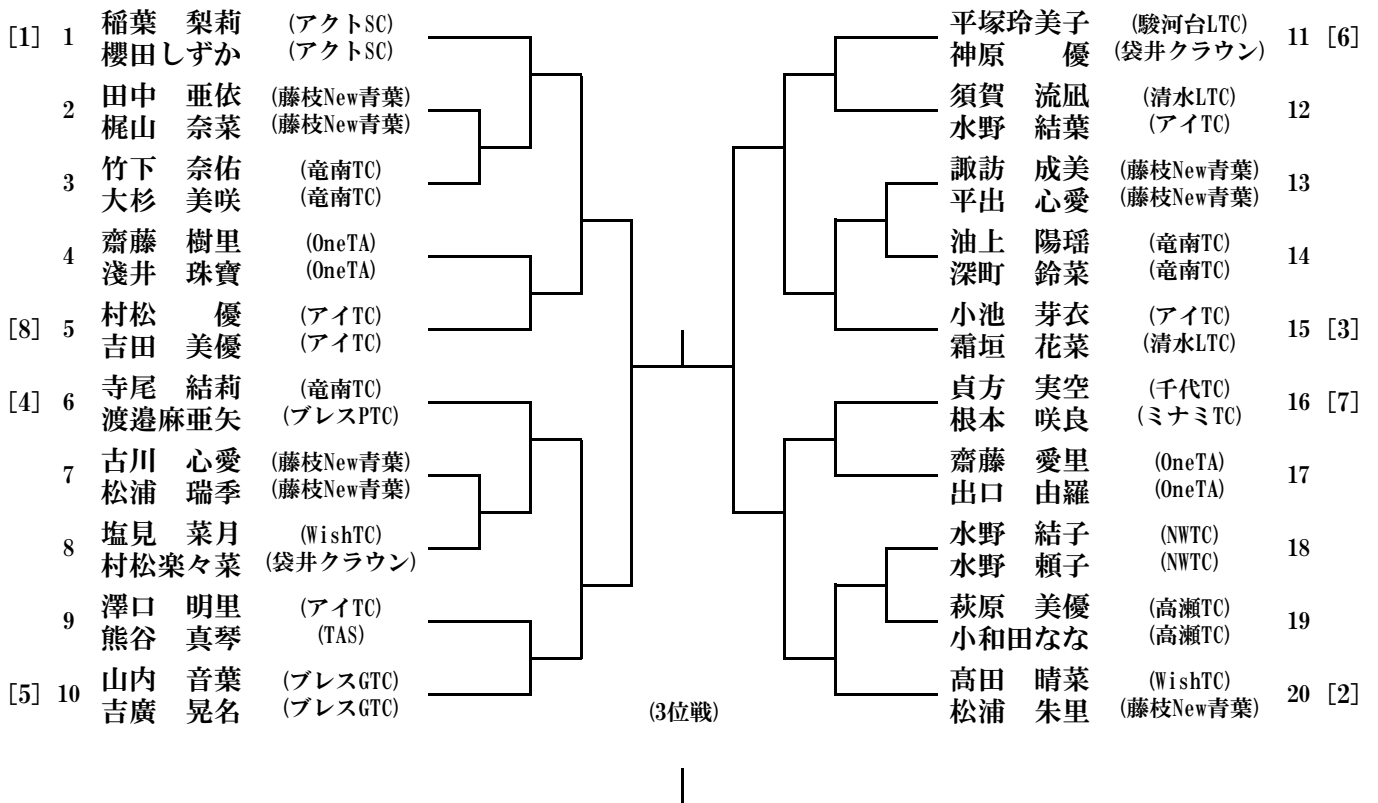 [1] 1 稲葉　梨莉 (アクトSC)
櫻田しずか (アクトSC)
2 田中　亜依 (藤枝New青葉)
梶山　奈菜 (藤枝New青葉)
3 竹下　奈佑 (竜南TC)
大杉　美咲 (竜南TC)
4 齋藤　樹里 (OneTA)
淺井　珠寶 (OneTA)
[8] 5 村松　　優 (アイTC)
吉田　美優 (アイTC)
[4] 6 寺尾　結莉 (竜南TC)
渡邉麻亜矢 (ブレスPTC)
7 古川　心愛 (藤枝New青葉)
松浦　瑞季 (藤枝New青葉)
8 塩見　菜月 (WishTC)
村松楽々菜 (袋井クラウン)
9 澤口　明里 (アイTC)
熊谷　真琴 (TAS)
[5] 10 山内　音葉 (ブレスGTC)
吉廣　晃名 (ブレスGTC)
(3位戦)
平塚玲美子 (駿河台LTC) 11 [6]
神原　　優 (袋井クラウン)
須賀　流凪 (清水LTC) 12
水野　結葉 (アイTC)
諏訪　成美 (藤枝New青葉) 13
平出　心愛 (藤枝New青葉)
油上　陽瑶 (竜南TC) 14
深町　鈴菜 (竜南TC)
小池　芽衣 (アイTC) 15 [3]
霜垣　花菜 (清水LTC)
貞方　実空 (千代TC) 16 [7]
根本　咲良 (ミナミTC)
齋藤　愛里 (OneTA) 17
出口　由羅 (OneTA)
水野　結子 (NWTC) 18
水野　頼子 (NWTC)
萩原　美優 (高瀬TC) 19
小和田なな (高瀬TC)
高田　晴菜 (WishTC) 20 [2]
松浦　朱里 (藤枝New青葉)